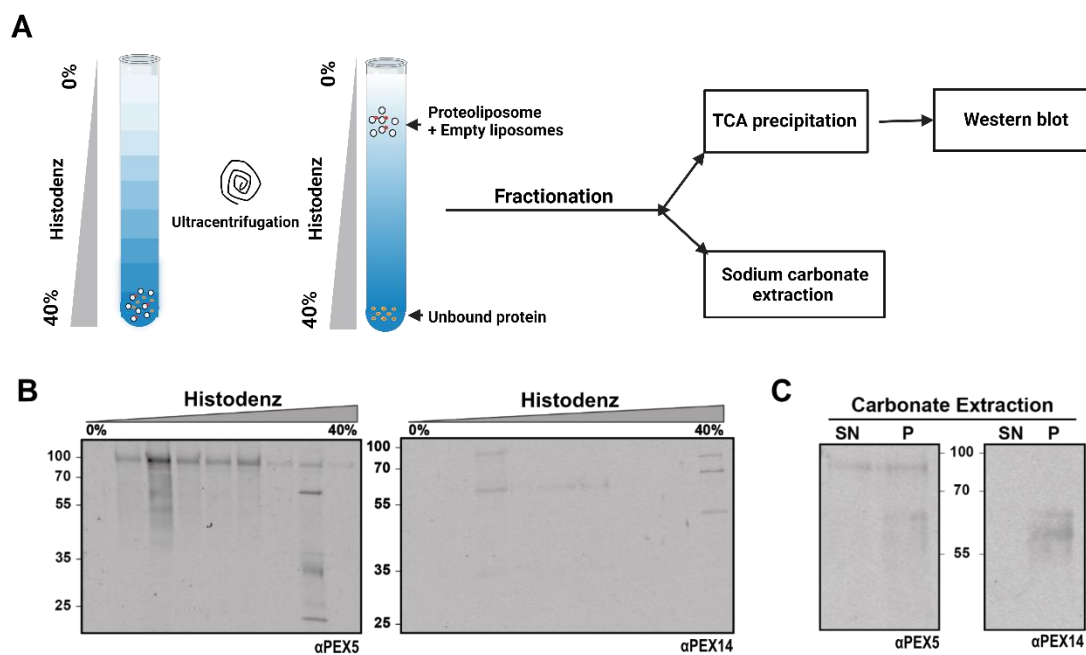 A
0%
Histodenz
40%
Ultracentrifugation
0%
Histodenz
40%
Proteoliposome
+ Empty liposomes
Unbound protein
Fractionation
TCA precipitation
Western blot
Sodium carbonate
extraction
B
Histodenz
0% 40%
100
70
55
35
25
αPEX5
Histodenz
0% 40%
100
70
55
35
25
αPEX14
C
Carbonate Extraction
SN P SN P
100
70
55
αPEX5 αPEX14